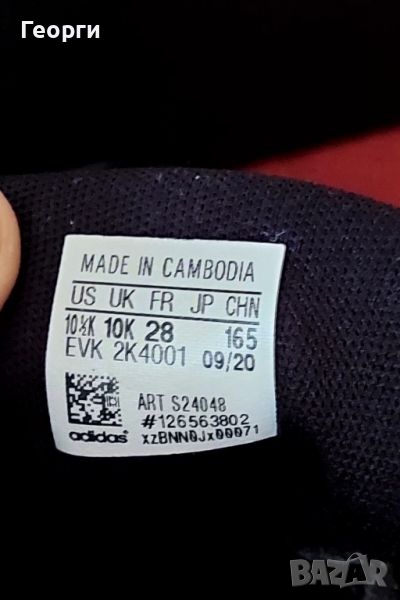 Георги
MADE IN CAMBODIA
US UK FR JP CHN
10½K 10K 28 165
EVK 2K4001 09/20
ART S24048
#126563802
adidas xzBNN0Jx00071
BAZAR